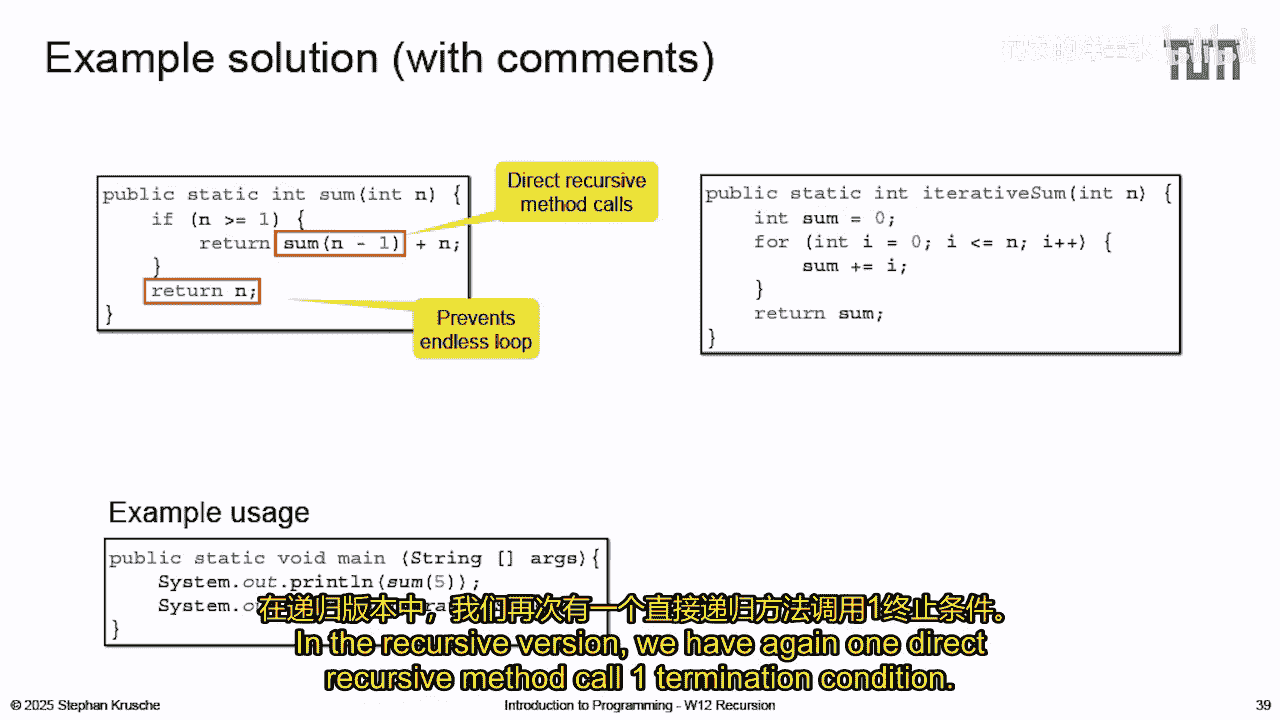 Example solution (with comments)
public static int sum(int n) {
if (n >= 1) {
return sum(n - 1) + n;
}
return n;
}
Direct recursive
method calls
Prevents
endless loop
public static int iterativeSum(int n) {
int sum = 0;
for (int i = 0; i <= n; i++) {
sum += i;
}
return sum;
}
Example usage
public static void main (String [] args){
System.out.println(sum(5));
}
在递归版本中，我们再次有一个直接递归方法调用1终止条件。
In the recursive version, we have again one direct
recursive method call 1 termination condition.
© 2025 Stephan Krusche
Introduction to Programming - W12 Recursion
39